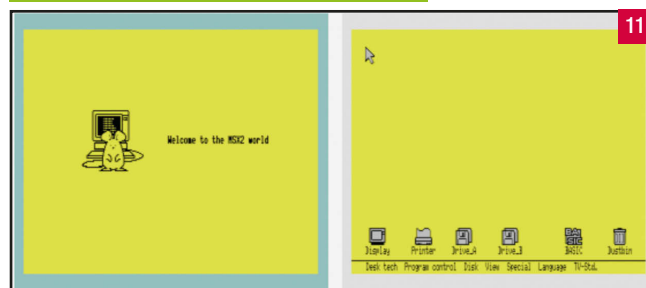 11
Welcome to the MSX2 world
Display Printer Drive_A Drive_B BASIC Dustbin
Desk tech Program control Disk View Special Language TV-Std.